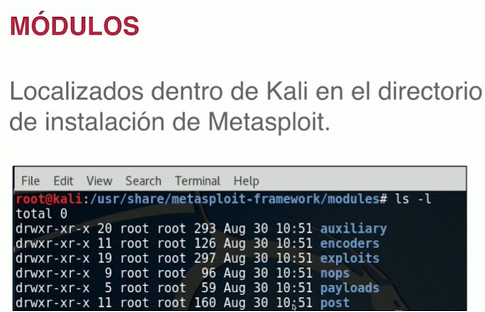 MÓDULOS
Localizados dentro de Kali en el directorio
de instalación de Metasploit.
File Edit View Search Terminal Help
root@kali:/usr/share/metasploit-framework/modules# ls -l
total 0
drwxr-xr-x 20 root root 293 Aug 30 10:51 auxiliary
drwxr-xr-x 11 root root 126 Aug 30 10:51 encoders
drwxr-xr-x 19 root root 297 Aug 30 10:51 exploits
drwxr-xr-x  9 root root  96 Aug 30 10:51 nops
drwxr-xr-x  5 root root  59 Aug 30 10:51 payloads
drwxr-xr-x 11 root root 160 Aug 30 10:51 post